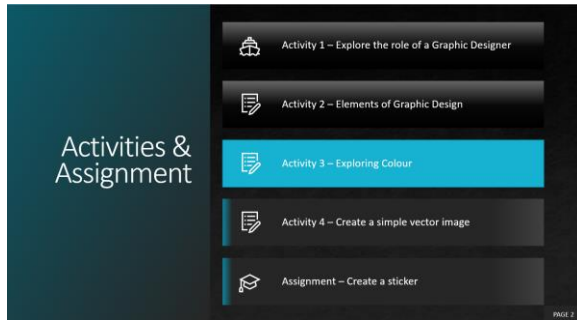 Activities &
Assignment
Activity 1 – Explore the role of a Graphic Designer
Activity 2 – Elements of Graphic Design
Activity 3 – Exploring Colour
Activity 4 – Create a simple vector image
Assignment – Create a sticker
PAGE 2